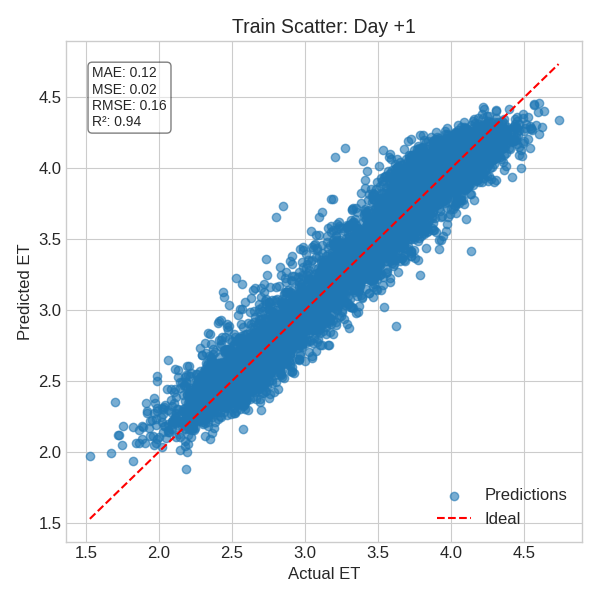 Train Scatter: Day +1
MAE: 0.12
MSE: 0.02
RMSE: 0.16
R²: 0.94
Predicted ET
4.5
4.0
3.5
3.0
2.5
2.0
1.5
Predictions
Ideal
1.5 2.0 2.5 3.0 3.5 4.0 4.5
Actual ET